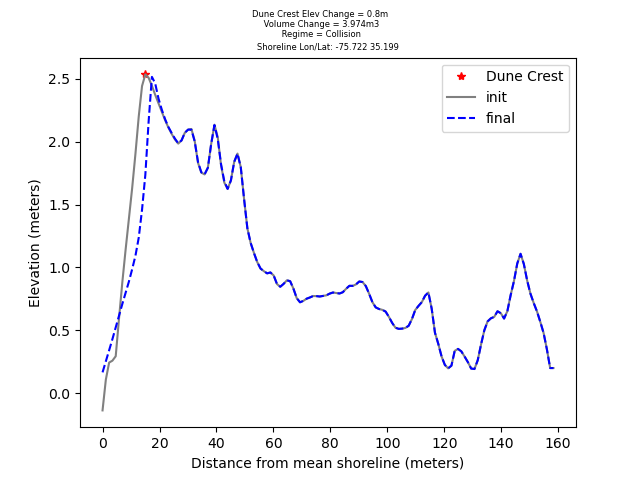 Dune Crest Elev Change = 0.8m
Volume Change = 3.974m3
Regime = Collision
Shoreline Lon/Lat: -75.722 35.199
Dune Crest
init
final
Elevation (meters)
2.5
2.0
1.5
1.0
0.5
0.0
0 20 40 60 80 100 120 140 160
Distance from mean shoreline (meters)